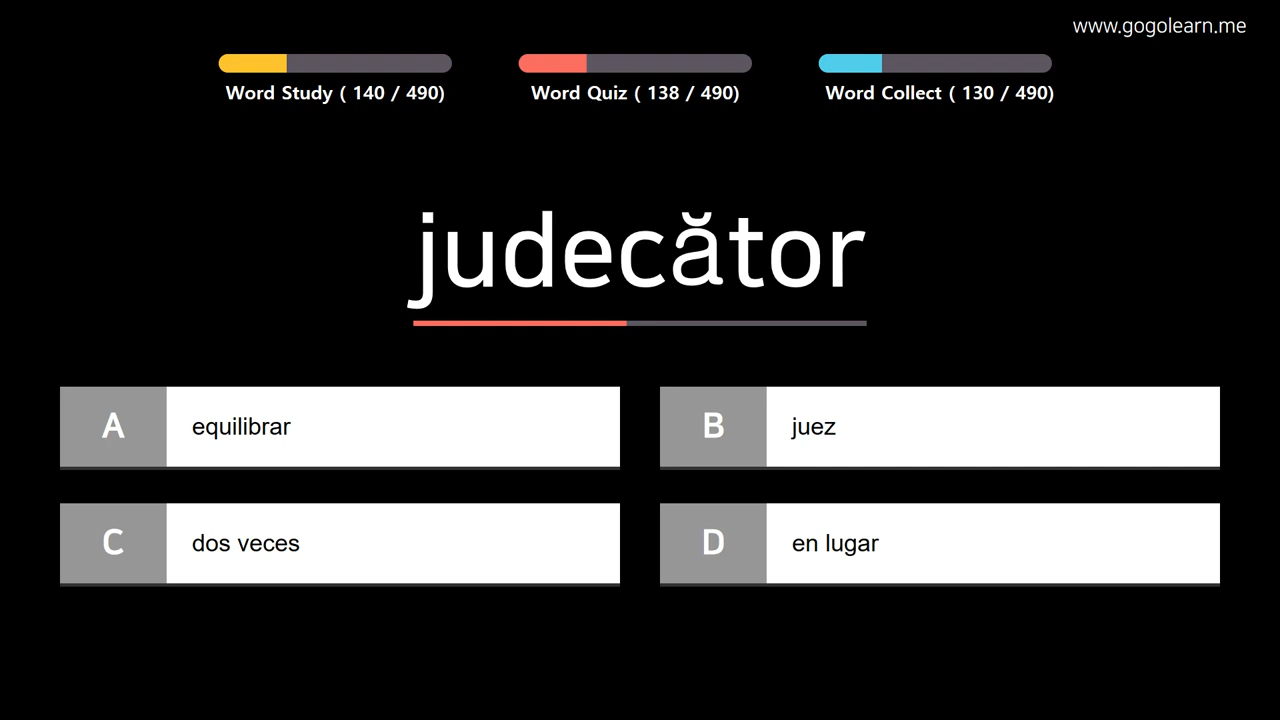 www.gogolearn.me
Word Study ( 140 / 490)
Word Quiz ( 138 / 490)
Word Collect ( 130 / 490)
judecător
A equilibrar
B juez
C dos veces
D en lugar